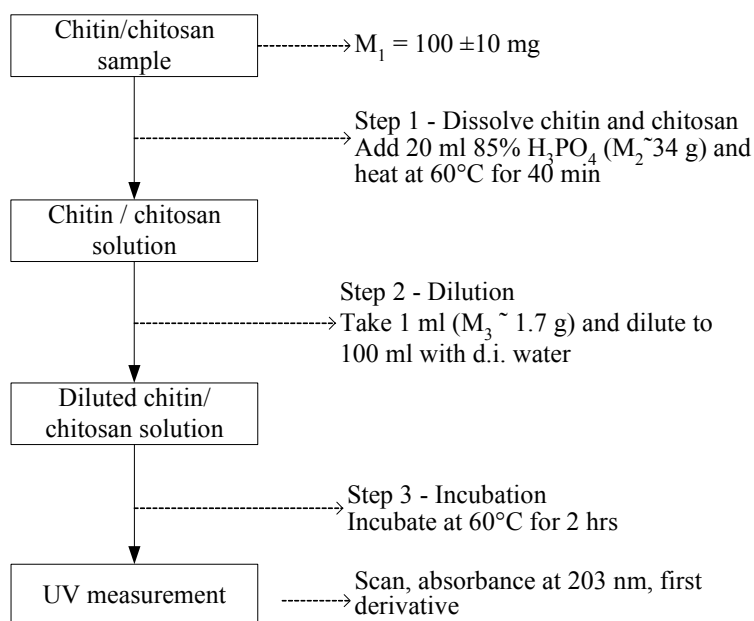 Chitin/chitosan
sample
M₁ = 100 ±10 mg
Step 1 - Dissolve chitin and chitosan
Add 20 ml 85% H₃PO₄ (M₂~34 g) and
heat at 60°C for 40 min
Chitin / chitosan
solution
Step 2 - Dilution
Take 1 ml (M₃ ~ 1.7 g) and dilute to
100 ml with d.i. water
Diluted chitin/
chitosan solution
Step 3 - Incubation
Incubate at 60°C for 2 hrs
UV measurement
Scan, absorbance at 203 nm, first
derivative